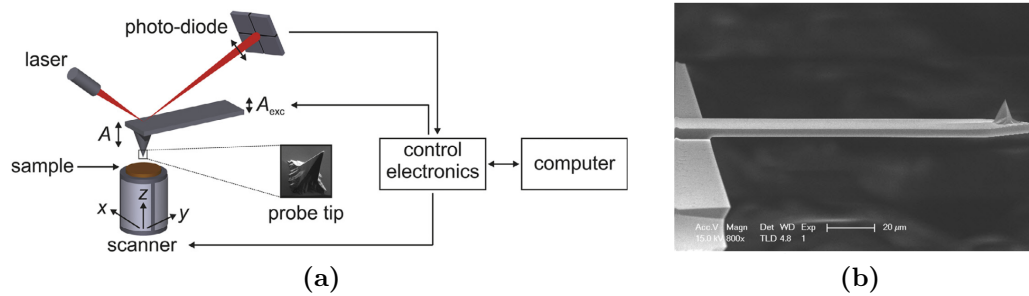 photo-diode
laser
A
Aexc
sample
control
electronics
computer
probe tip
x
z
y
scanner
(a)
Acc.V Magn Det WD Exp
15.0 kV 800x TLD 4.8 1
20 µm
(b)